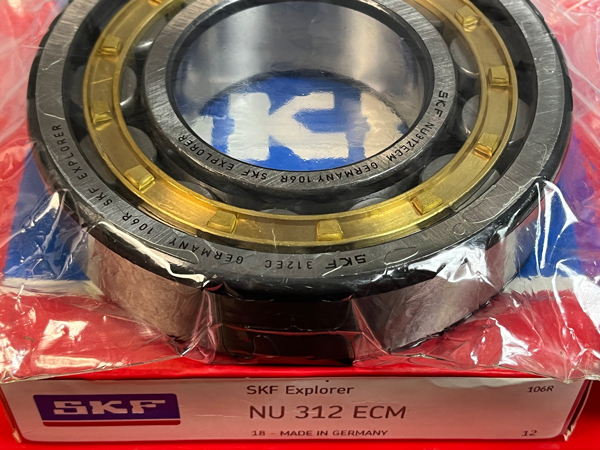 SKF NU312ECM GERMANY 106R SKF EXPLORER
SKF 312EC GERMANY 106R SKF EXPLORER
SKF
SKF Explorer
106R
NU 312 ECM
18 - MADE IN GERMANY
12